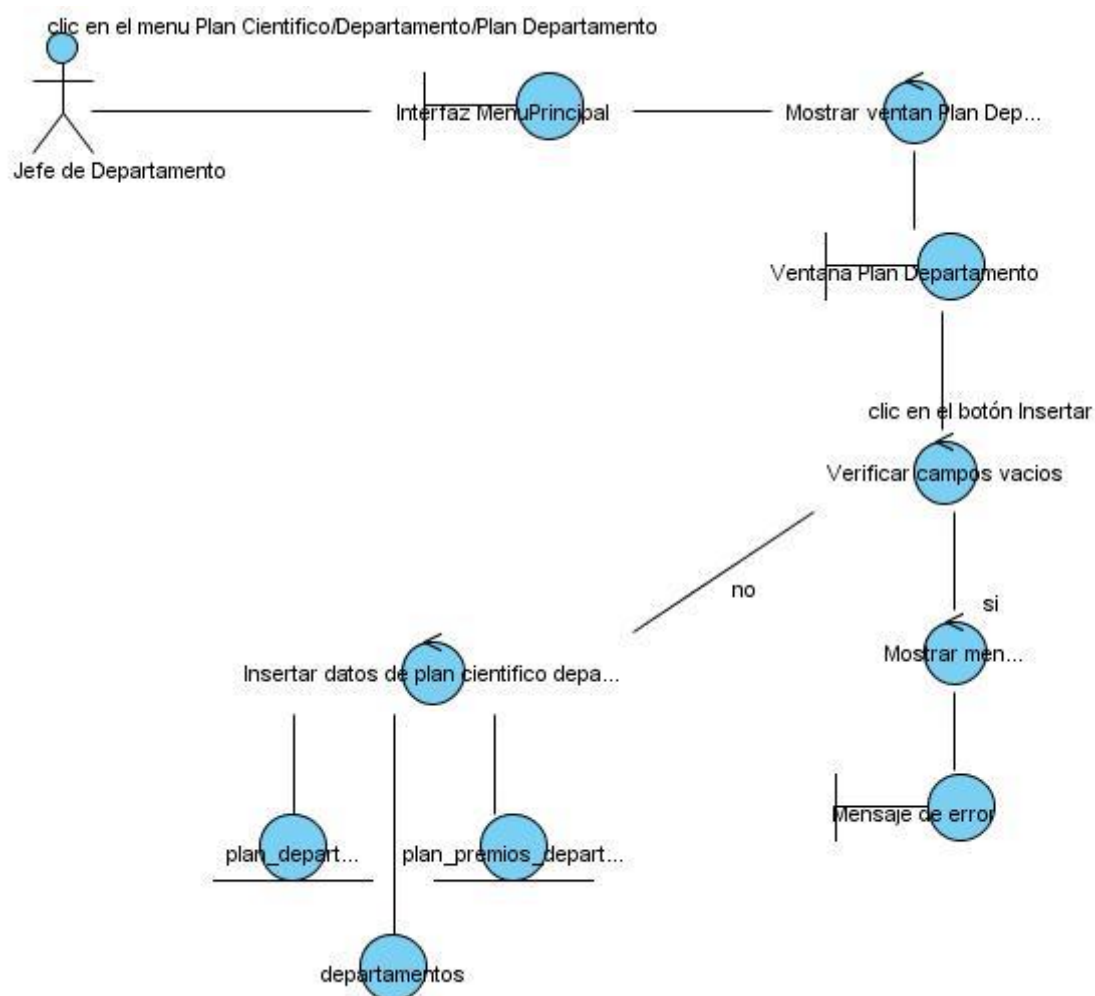 clic en el menu Plan Cientifico/Departamento/Plan Departamento
Interfaz MenuPrincipal
Mostrar ventan Plan Dep...
Jefe de Departamento
Ventana Plan Departamento
clic en el botón Insertar
Verificar campos vacios
no
si
Mostrar men...
Insertar datos de plan cientifico depa...
Mensaje de error
plan_depart...
plan_premios_depart...
departamentos